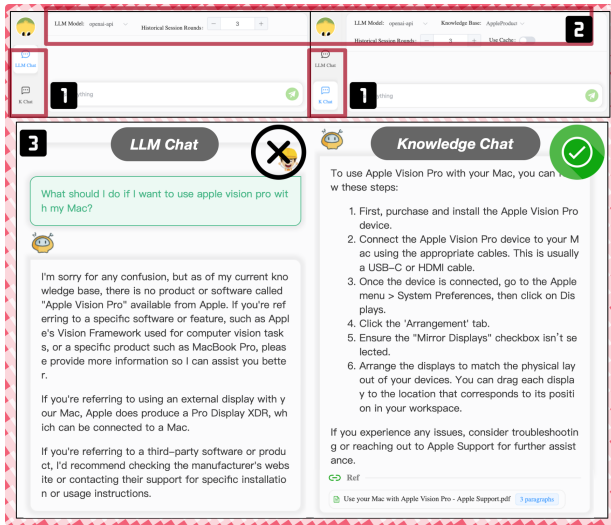 LLM Model: openai-api
Historical Session Rounds:
−
3
+
LLM Chat
K Chat
1
ything
LLM Model: openai-api
Knowledge Base: AppleProduct
2
Historical Session Rounds:
−
3
+
Use Cache:
LLM Chat
K Chat
1
ything
3
LLM Chat
What should I do if I want to use apple vision pro wit
h my Mac?
I'm sorry for any confusion, but as of my current kno
wledge base, there is no product or software called
"Apple Vision Pro" available from Apple. If you're ref
erring to a specific software or feature, such as Appl
e's Vision Framework used for computer vision task
s, or a specific product such as MacBook Pro, pleas
e provide more information so I can assist you bette
r.
If you're referring to using an external display with y
our Mac, Apple does produce a Pro Display XDR, wh
ich can be connected to a Mac.
If you're referring to a third-party software or produ
ct, I'd recommend checking the manufacturer's webs
ite or contacting their support for specific installatio
n or usage instructions.
Knowledge Chat
To use Apple Vision Pro with your Mac, you can
w these steps:
1. First, purchase and install the Apple Vision Pro
device.
2. Connect the Apple Vision Pro device to your M
ac using the appropriate cables. This is usually
a USB-C or HDMI cable.
3. Once the device is connected, go to the Apple
menu > System Preferences, then click on Dis
plays.
4. Click the 'Arrangement' tab.
5. Ensure the "Mirror Displays" checkbox isn't se
lected.
6. Arrange the displays to match the physical lay
out of your devices. You can drag each displa
y to the location that corresponds to its positi
on in your workspace.
If you experience any issues, consider troubleshootin
g or reaching out to Apple Support for further assist
ance.
Ref
Use your Mac with Apple Vision Pro - Apple Support.pdf 3 paragraphs